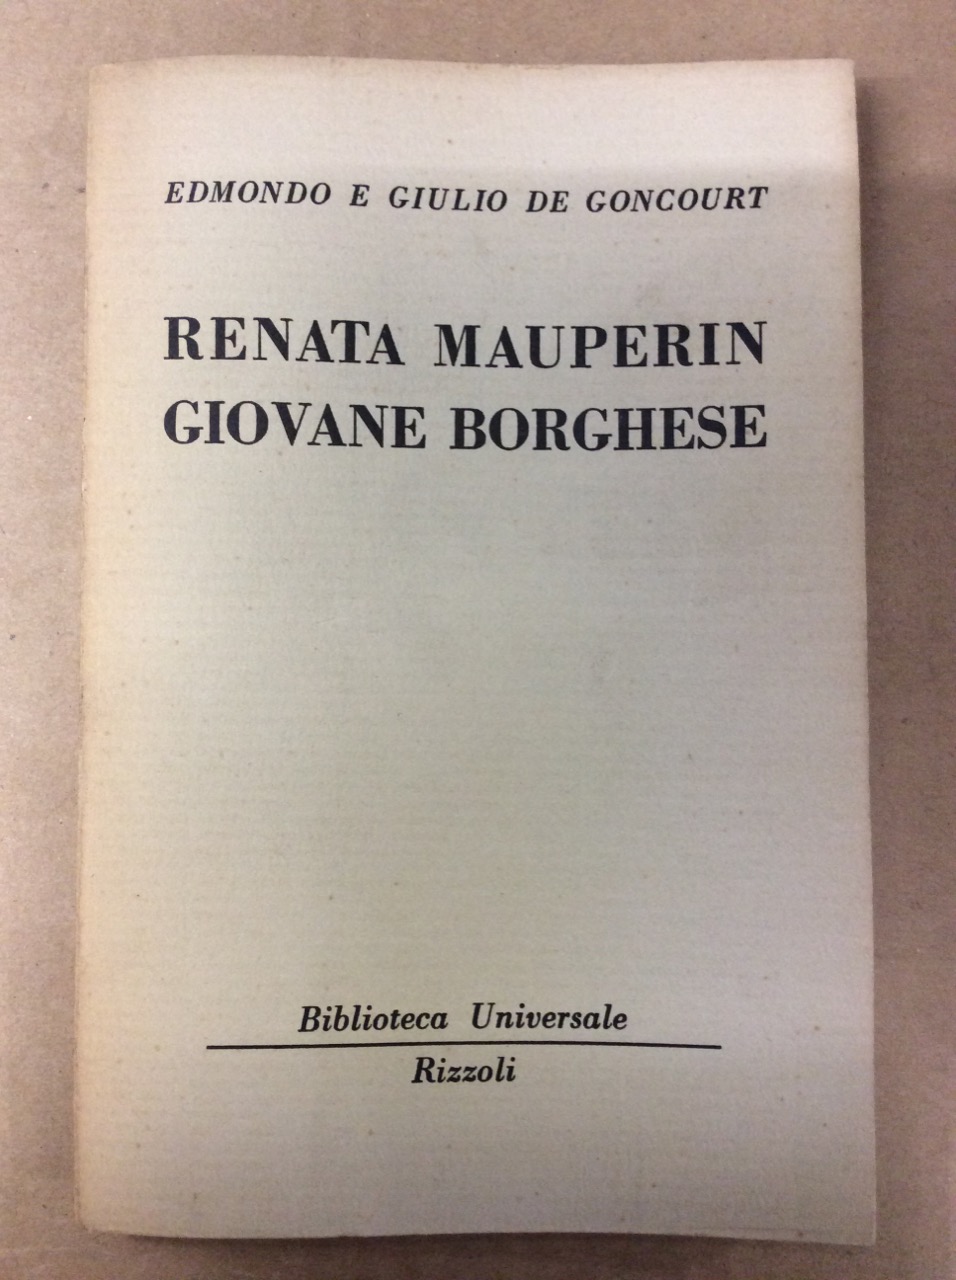 EDMONDO E GIULIO DE GONCOURT
RENATA MAUPERIN
GIOVANE BORGHESE
Biblioteca Universale
Rizzoli